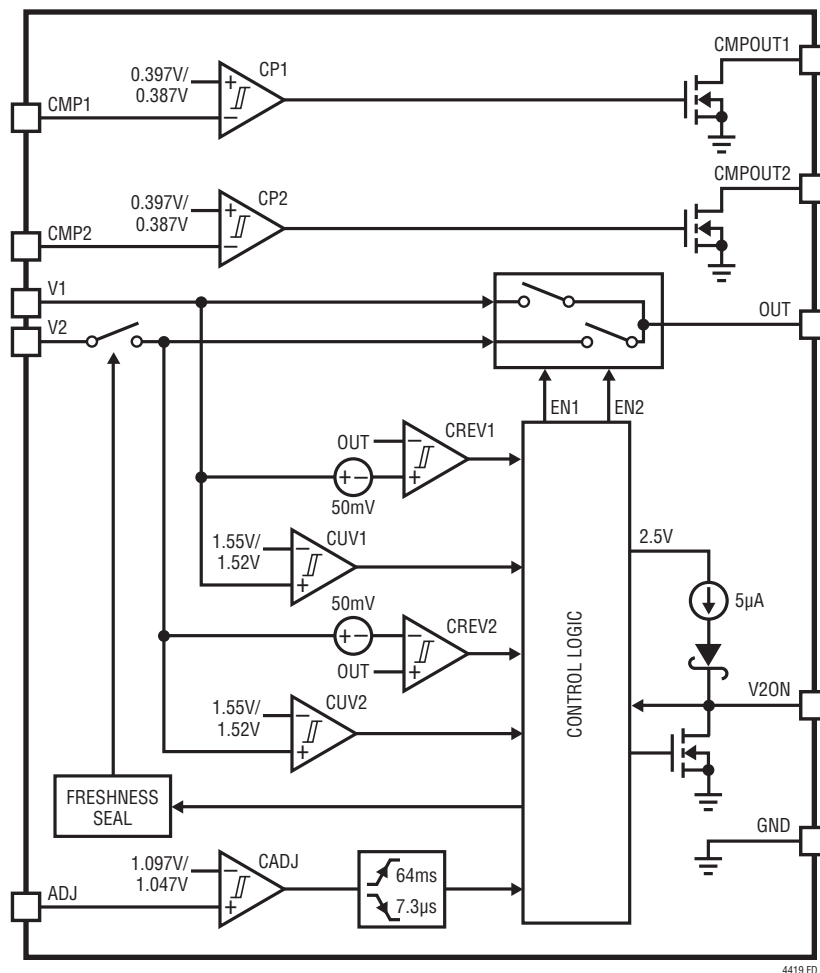 CMPOUT1
CP1
0.397V/
0.387V
+
−
CMP1
CMPOUT2
CP2
0.397V/
0.387V
+
−
CMP2
V1
V2
OUT
EN1
EN2
CREV1
OUT
−
+
+ −
50mV
1.55V/
1.52V
CUV1
−
+
2.5V
5µA
50mV
+ −
CREV2
−
+
OUT
CONTROL LOGIC
V2ON
1.55V/
1.52V
CUV2
−
+
FRESHNESS
SEAL
GND
1.097V/
1.047V
CADJ
−
+
64ms
7.3µs
ADJ
4419 FD